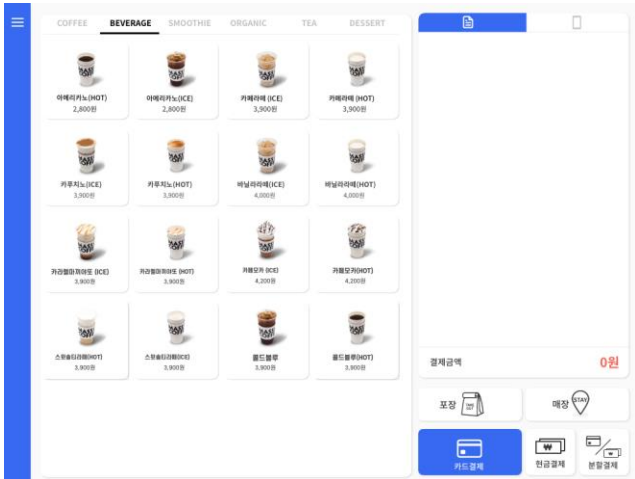 COFFEE BEVERAGE SMOOTHIE ORGANIC TEA DESSERT
아메리카노(HOT) 아메리카노(ICE) 카페라떼 (ICE) 카페라떼 (HOT)
2,800원 2,800원 3,900원 3,900원
카푸치노(ICE) 카푸치노(HOT) 바닐라라떼(ICE) 바닐라라떼(HOT)
3,900원 3,900원 4,000원 4,000원
카라멜마끼아또 (ICE) 카라멜마끼아또 (HOT) 카페모카 (ICE) 카페모카(HOT)
3,900원 3,900원 4,200원 4,200원
스윗솔티라떼(HOT) 스윗솔티라떼(ICE) 콜드블루 콜드블루(HOT)
3,900원 3,900원 3,900원 3,900원
결제금액 0원
포장 TAKE OUT 매장 STAY
카드결제 현금결제 분할결제